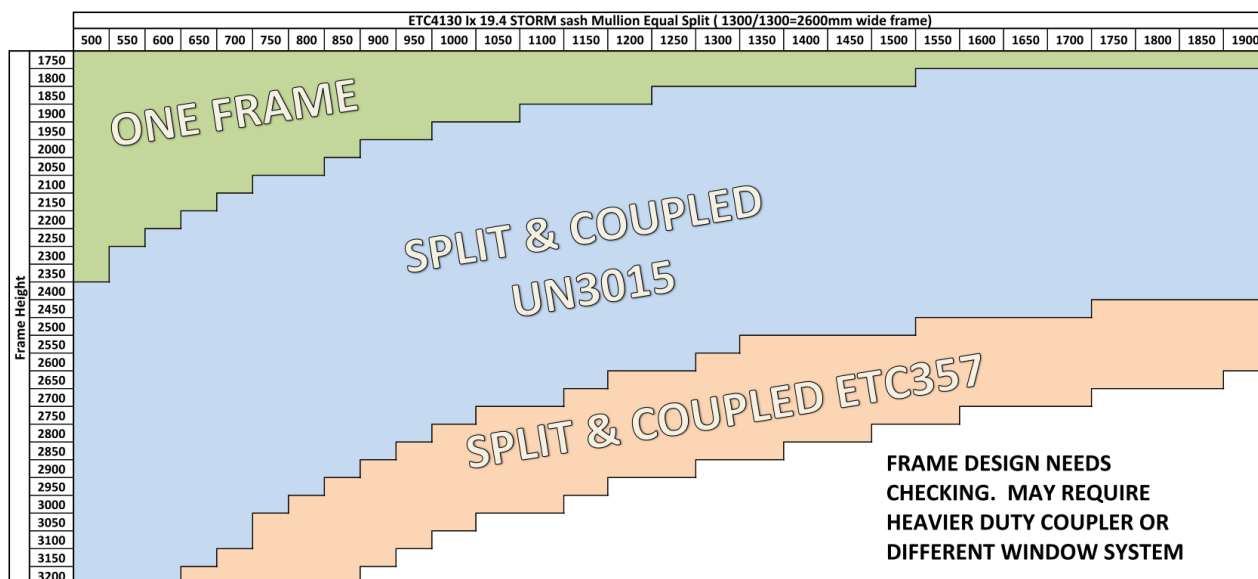 ETC4130 Ix 19.4 STORM sash Mullion Equal Split ( 1300/1300=2600mm wide frame)
500 550 600 650 700 750 800 850 900 950 1000 1050 1100 1150 1200 1250 1300 1350 1400 1450 1500 1550 1600 1650 1700 1750 1800 1850 1900
Frame Height
1750
1800
1850
1900
1950
2000
2050
2100
2150
2200
2250
2300
2350
2400
2450
2500
2550
2600
2650
2700
2750
2800
2850
2900
2950
3000
3050
3100
3150
3200
ONE FRAME
SPLIT & COUPLED
UN3015
SPLIT & COUPLED ETC357
FRAME DESIGN NEEDS
CHECKING. MAY REQUIRE
HEAVIER DUTY COUPLER OR
DIFFERENT WINDOW SYSTEM